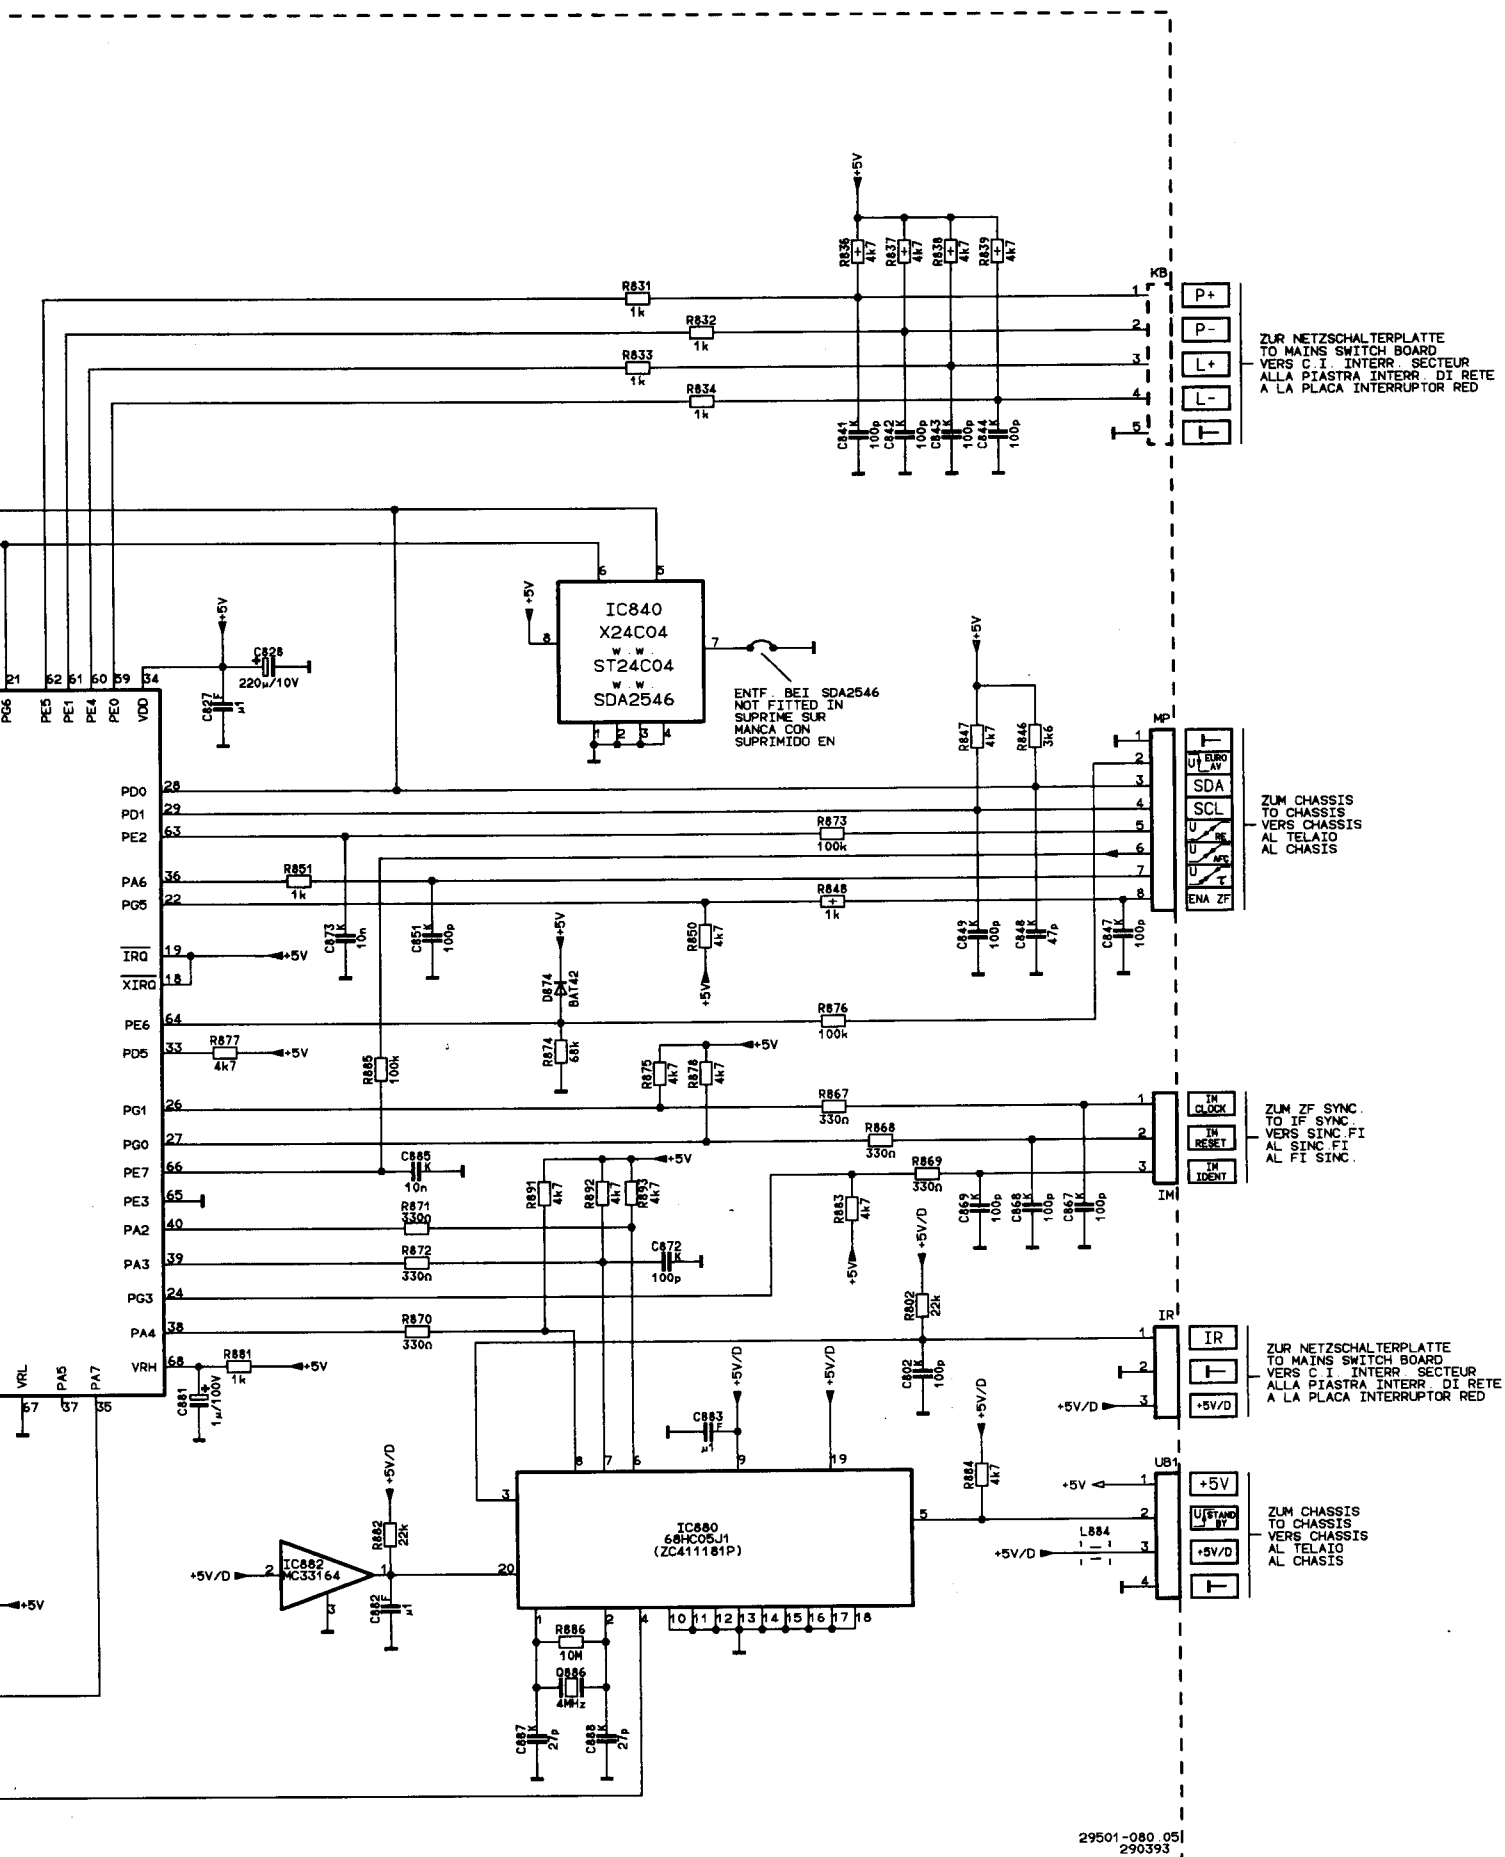 +5V
R836
4k7
R837
4k7
R838
4k7
R839
4k7
KB
R831
1k
1
P+
R832
1k
2
P-
R833
1k
3
L+
R834
1k
4
L-
5
ZUR NETZSCHALTERPLATTE
TO MAINS SWITCH BOARD
VERS C.I. INTERR. SECTEUR
ALLA PIASTRA INTERR. DI RETE
A LA PLACA INTERRUPTOR RED
C841
K
100p
C842
K
100p
C843
K
100p
C844
K
100p
6
5
+5V
8
IC840
X24C04
w. w.
ST24C04
w. w.
SDA2546
7
1
2
3
4
ENTF. BEI SDA2546
NOT FITTED IN
SUPRIME SUR
MANCA CON
SUPRIMIDO EN
+5V
C828
220µ/10V
C827
F
µ1
21
62
61
60
59
34
PG6
PE5
PE1
PE4
PE0
VDD
+5V
R847
4k7
R846
3k6
MP
1
2
U EURO
AV
PD0
28
3
SDA
PD1
29
4
SCL
PE2
63
R873
100k
5
U
RE
6
U
AFC
PA6
36
R851
1k
7
U
τ
PG5
22
R848
1k
8
ENA ZF
ZUM CHASSIS
TO CHASSIS
VERS CHASSIS
AL TELAIO
AL CHASIS
C873
K
10n
C851
K
100p
R850
4k7
+5V
C849
K
100p
C848
K
47p
C847
K
100p
IRQ
19
+5V
XIRQ
18
+5V
D874
BAT42
PE6
64
R876
100k
R874
68k
PD5
33
R877
4k7
+5V
R885
100k
R875
4k7
R878
4k7
+5V
PG1
26
R867
330Ω
1
IM
CLOCK
PG0
27
R868
330Ω
2
IM
RESET
PE7
66
C885
K
10n
R869
330Ω
3
IM
IDENT
IM
ZUM ZF SYNC.
TO IF SYNC.
VERS SINC.FI
AL SINC.FI
AL FI SINC.
PE3
65
R891
4k7
R892
4k7
R893
4k7
+5V
R883
4k7
+5V
C869
K
100p
C868
K
100p
C867
K
100p
PA2
40
R871
330Ω
PA3
39
R872
330Ω
C872
K
100p
PG3
24
+5V/D
R802
22k
PA4
38
R870
330Ω
IR
1
IR
2
+5V/D
3
+5V/D
ZUR NETZSCHALTERPLATTE
TO MAINS SWITCH BOARD
VERS C.I. INTERR. SECTEUR
ALLA PIASTRA INTERR. DI RETE
A LA PLACA INTERRUPTOR RED
C802
K
100p
VRH
68
R881
1k
+5V
C881
1µ/100V
VRL
PA5
PA7
67
37
35
C883
F
µ1
+5V/D
+5V/D
+5V/D
R884
4k7
8
7
6
9
19
3
5
20
IC880
68HC05J1
(ZC411181P)
UB1
+5V
1
+5V
2
U STAND
BY
+5V/D
L884
3
+5V/D
4
ZUM CHASSIS
TO CHASSIS
VERS CHASSIS
AL TELAIO
AL CHASIS
+5V/D
R882
22k
+5V/D
2
IC882
MC33164
1
3
C882
F
µ1
+5V
1
2
4
10
11
12
13
14
15
16
17
18
R886
10M
Q886
4MHz
C887
K
27p
C888
K
27p
29501-080.05
290393